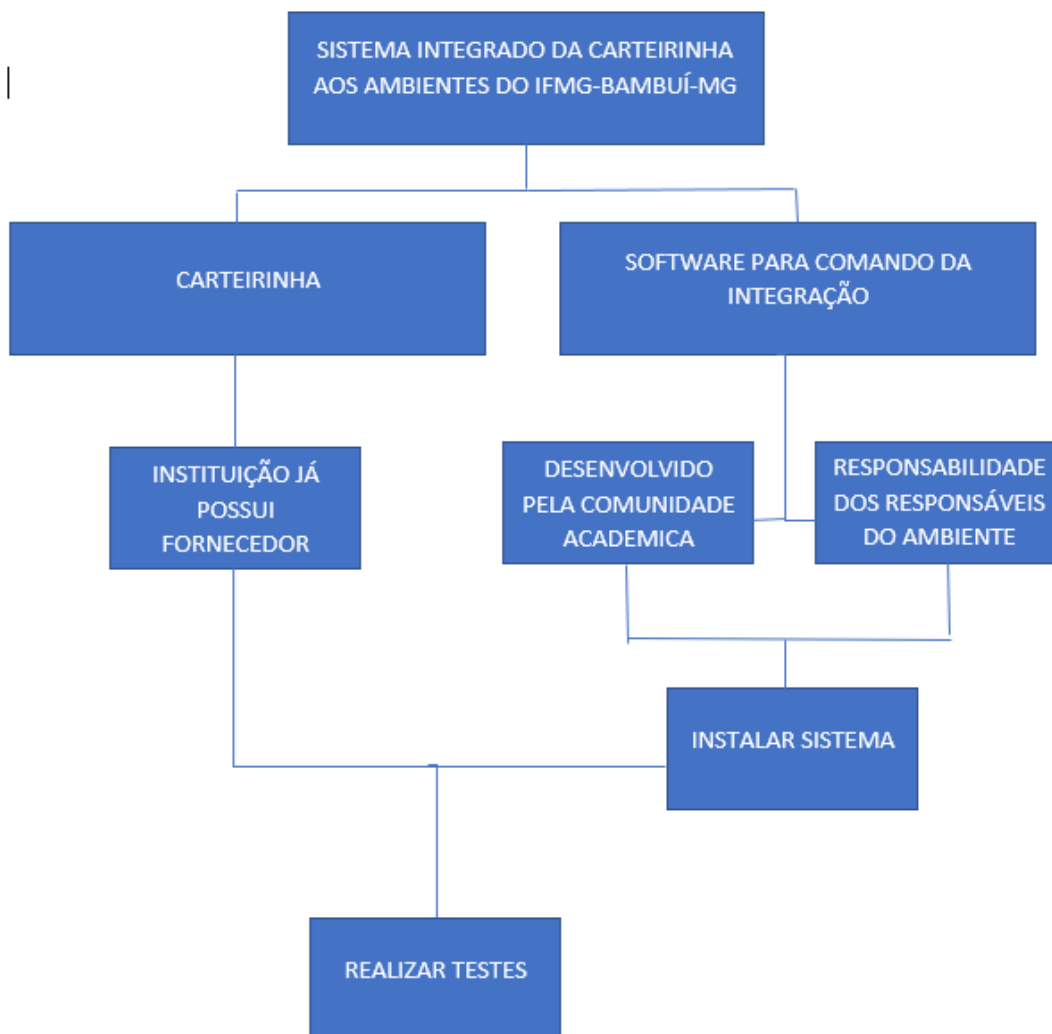 SISTEMA INTEGRADO DA CARTEIRINHA
AOS AMBIENTES DO IFMG-BAMBUÍ-MG
CARTEIRINHA
SOFTWARE PARA COMANDO DA
INTEGRAÇÃO
INSTITUIÇÃO JÁ
POSSUI
FORNECEDOR
DESENVOLVIDO
PELA COMUNIDADE
ACADEMICA
RESPONSABILIDADE
DOS RESPONSÁVEIS
DO AMBIENTE
INSTALAR SISTEMA
REALIZAR TESTES